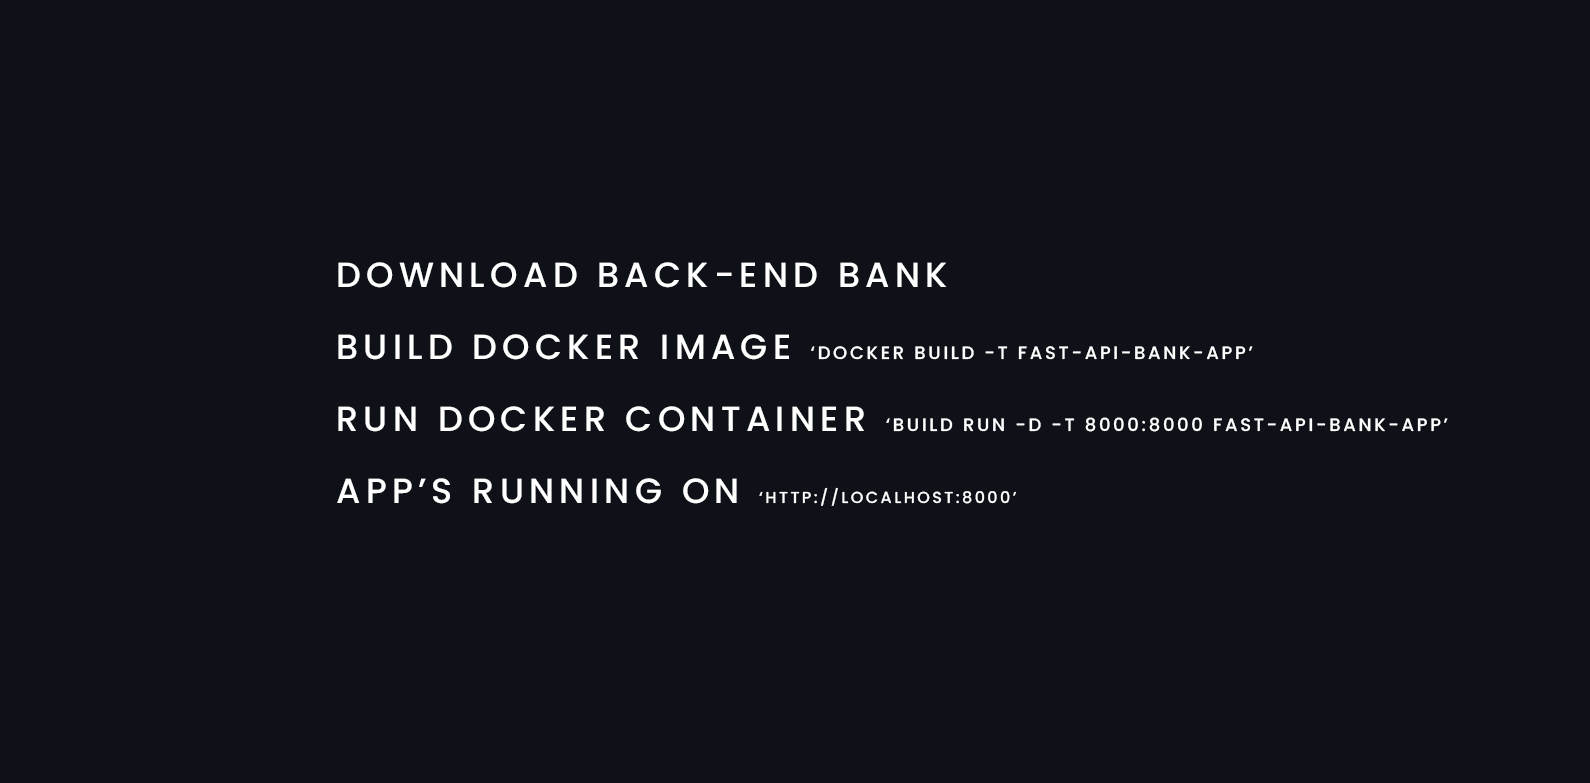 DOWNLOAD BACK-END BANK
BUILD DOCKER IMAGE ‘DOCKER BUILD -T FAST-API-BANK-APP’
RUN DOCKER CONTAINER ‘BUILD RUN -D -T 8000:8000 FAST-API-BANK-APP’
APP’S RUNNING ON ‘HTTP://LOCALHOST:8000’